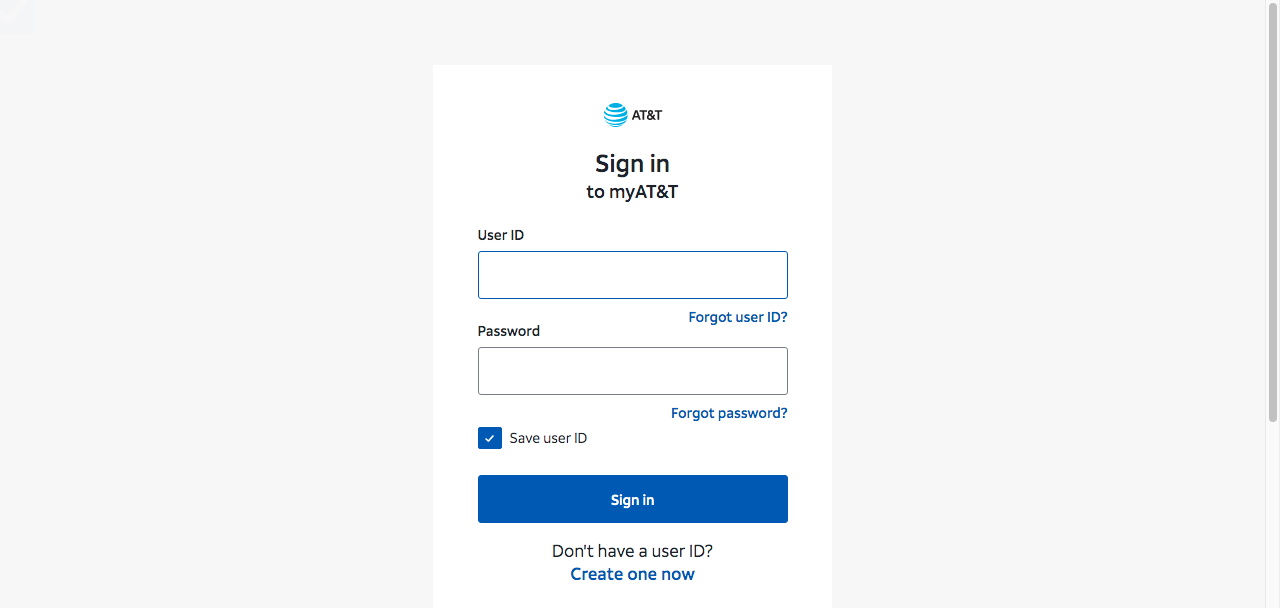 AT&T
Sign in
to myAT&T
User ID
Forgot user ID?
Password
Forgot password?
Save user ID
Sign in
Don't have a user ID?
Create one now